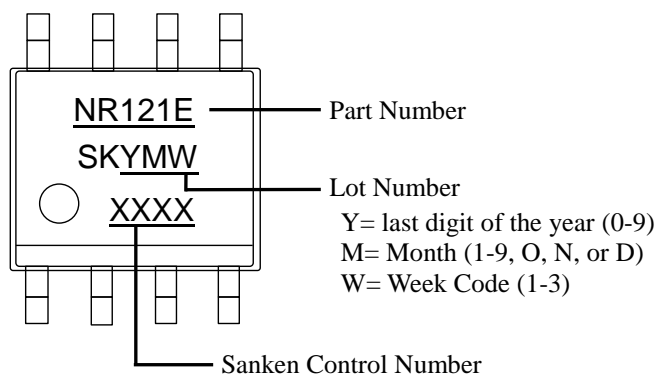 NR121E
Part Number
SKYMW
Lot Number
XXXX
Y= last digit of the year (0-9)
M= Month (1-9, O, N, or D)
W= Week Code (1-3)
Sanken Control Number